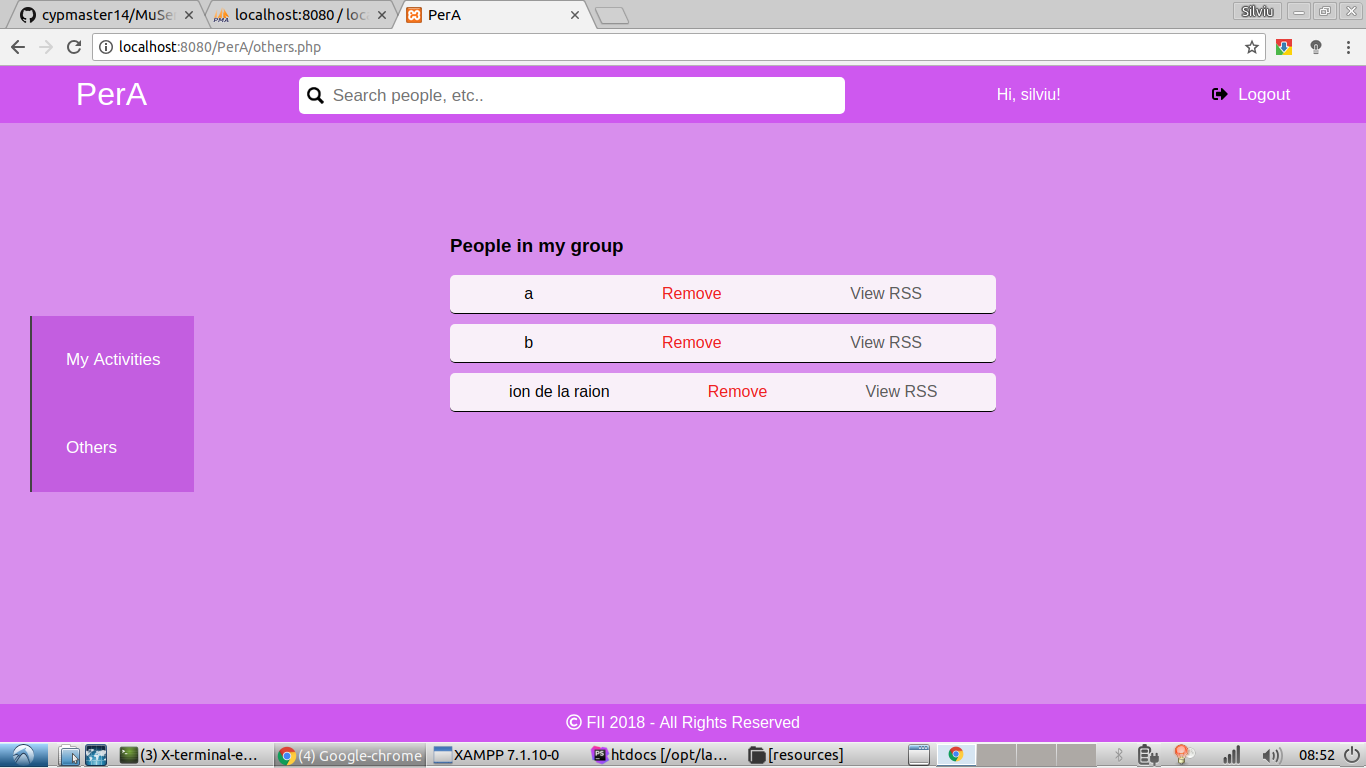 cypmaster14/MuSe
localhost:8080 / loc
PerA
Silviu
localhost:8080/PerA/others.php
PerA
Search people, etc..
Hi, silviu!
Logout
People in my group
a Remove View RSS
b Remove View RSS
ion de la raion Remove View RSS
My Activities
Others
© FII 2018 - All Rights Reserved
(3) X-terminal-e...
(4) Google-chrome
XAMPP 7.1.10-0
htdocs [/opt/la...
[resources]
08:52